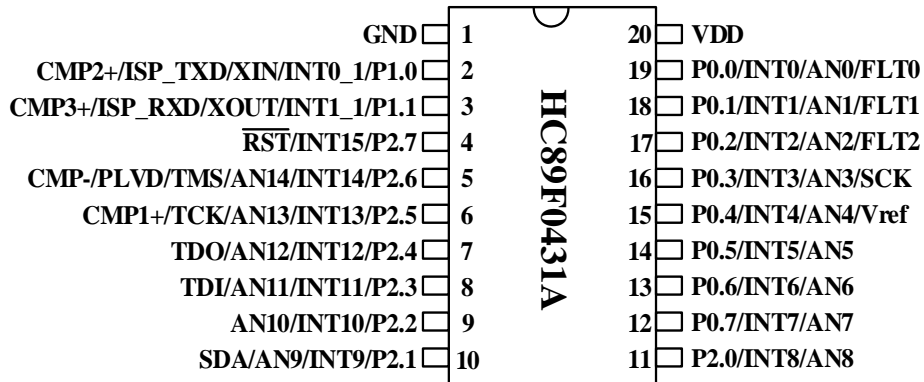 GND 1 20 VDD
CMP2+/ISP_TXD/XIN/INT0_1/P1.0 2 19 P0.0/INT0/AN0/FLT0
CMP3+/ISP_RXD/XOUT/INT1_1/P1.1 3 18 P0.1/INT1/AN1/FLT1
RST/INT15/P2.7 4 17 P0.2/INT2/AN2/FLT2
CMP-/PLVD/TMS/AN14/INT14/P2.6 5 16 P0.3/INT3/AN3/SCK
CMP1+/TCK/AN13/INT13/P2.5 6 15 P0.4/INT4/AN4/Vref
TDO/AN12/INT12/P2.4 7 14 P0.5/INT5/AN5
TDI/AN11/INT11/P2.3 8 13 P0.6/INT6/AN6
AN10/INT10/P2.2 9 12 P0.7/INT7/AN7
SDA/AN9/INT9/P2.1 10 11 P2.0/INT8/AN8
HC89F0431A